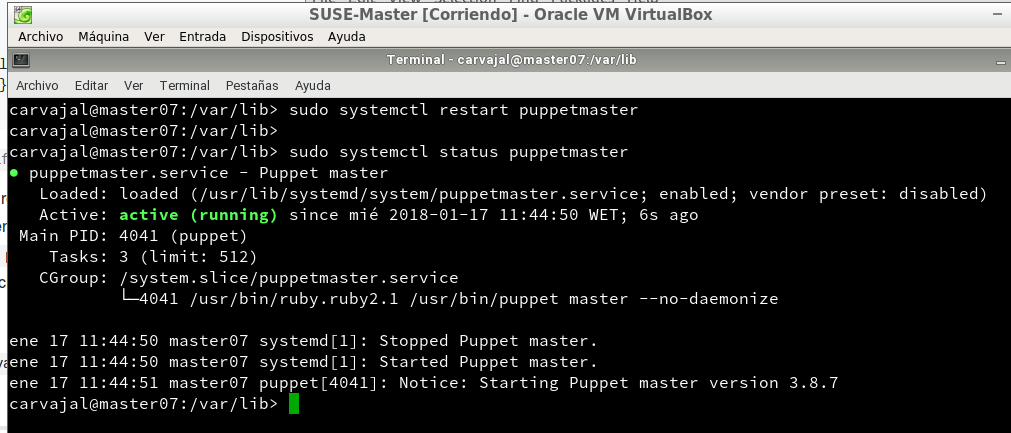 SUSE-Master [Corriendo] - Oracle VM VirtualBox
Archivo Máquina Ver Entrada Dispositivos Ayuda
Terminal - carvajal@master07:/var/lib
Archivo Editar Ver Terminal Pestañas Ayuda
carvajal@master07:/var/lib> sudo systemctl restart puppetmaster
carvajal@master07:/var/lib>
carvajal@master07:/var/lib> sudo systemctl status puppetmaster
● puppetmaster.service - Puppet master
   Loaded: loaded (/usr/lib/systemd/system/puppetmaster.service; enabled; vendor preset: disabled)
   Active: active (running) since mié 2018-01-17 11:44:50 WET; 6s ago
 Main PID: 4041 (puppet)
    Tasks: 3 (limit: 512)
   CGroup: /system.slice/puppetmaster.service
           └─4041 /usr/bin/ruby.ruby2.1 /usr/bin/puppet master --no-daemonize
ene 17 11:44:50 master07 systemd[1]: Stopped Puppet master.
ene 17 11:44:50 master07 systemd[1]: Started Puppet master.
ene 17 11:44:51 master07 puppet[4041]: Notice: Starting Puppet master version 3.8.7
carvajal@master07:/var/lib>